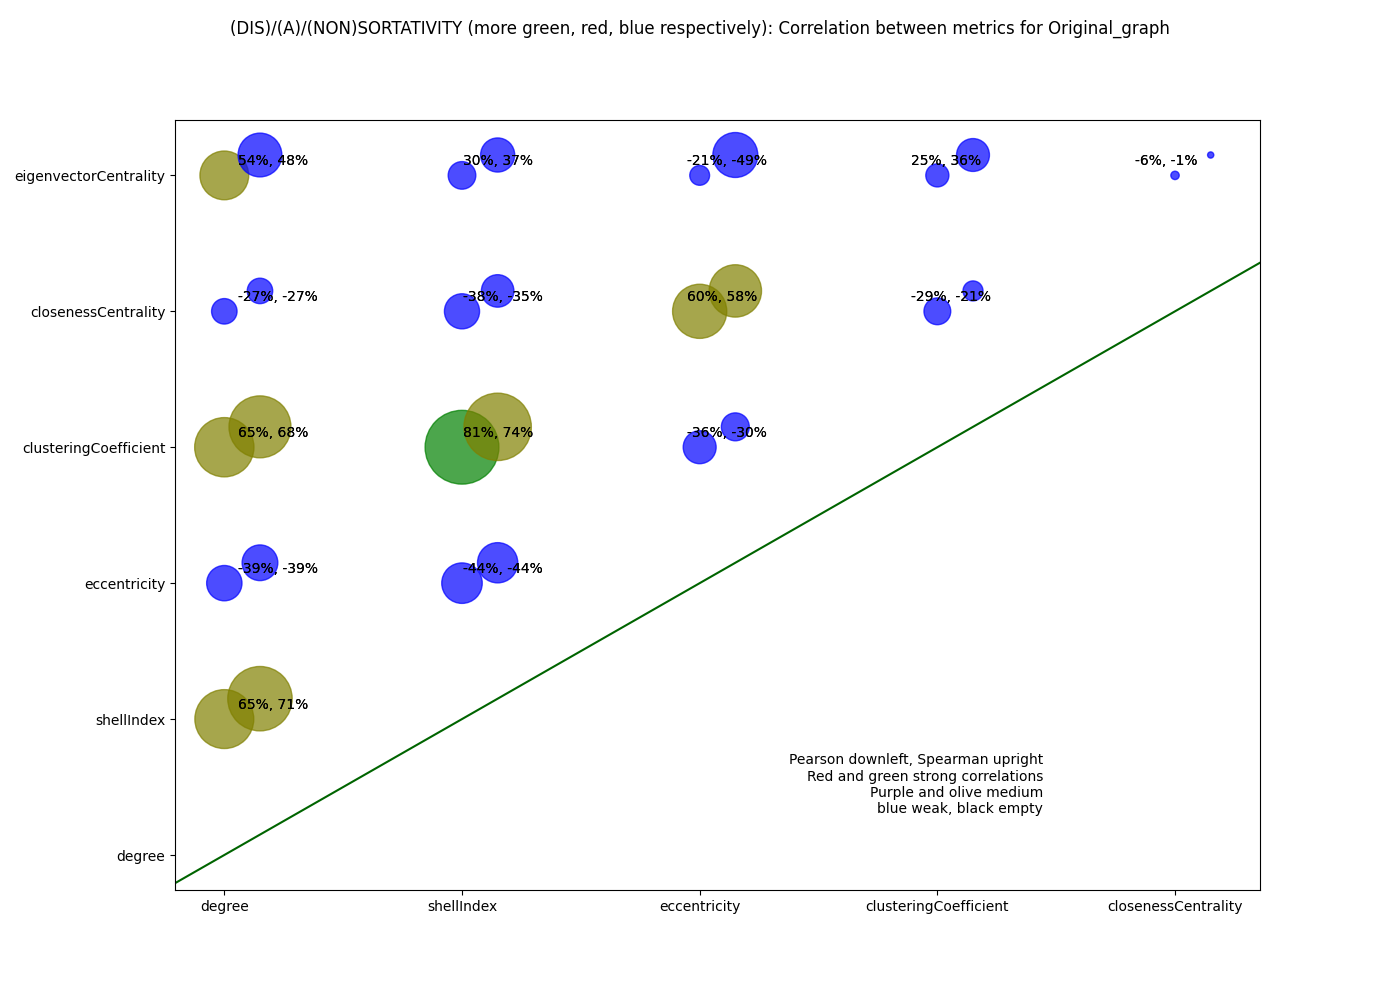 (DIS)/(A)/(NON)SORTATIVITY (more green, red, blue respectively): Correlation between metrics for Original_graph
eigenvectorCentrality
54%, 48%
30%, 37%
-21%, -49%
25%, 36%
-6%, -1%
closenessCentrality
-27%, -27%
-38%, -35%
60%, 58%
-29%, -21%
clusteringCoefficient
65%, 68%
81%, 74%
-36%, -30%
eccentricity
-39%, -39%
-44%, -44%
shellIndex
65%, 71%
Pearson downleft, Spearman upright
Red and green strong correlations
Purple and olive medium
blue weak, black empty
degree
degree
shellIndex
eccentricity
clusteringCoefficient
closenessCentrality